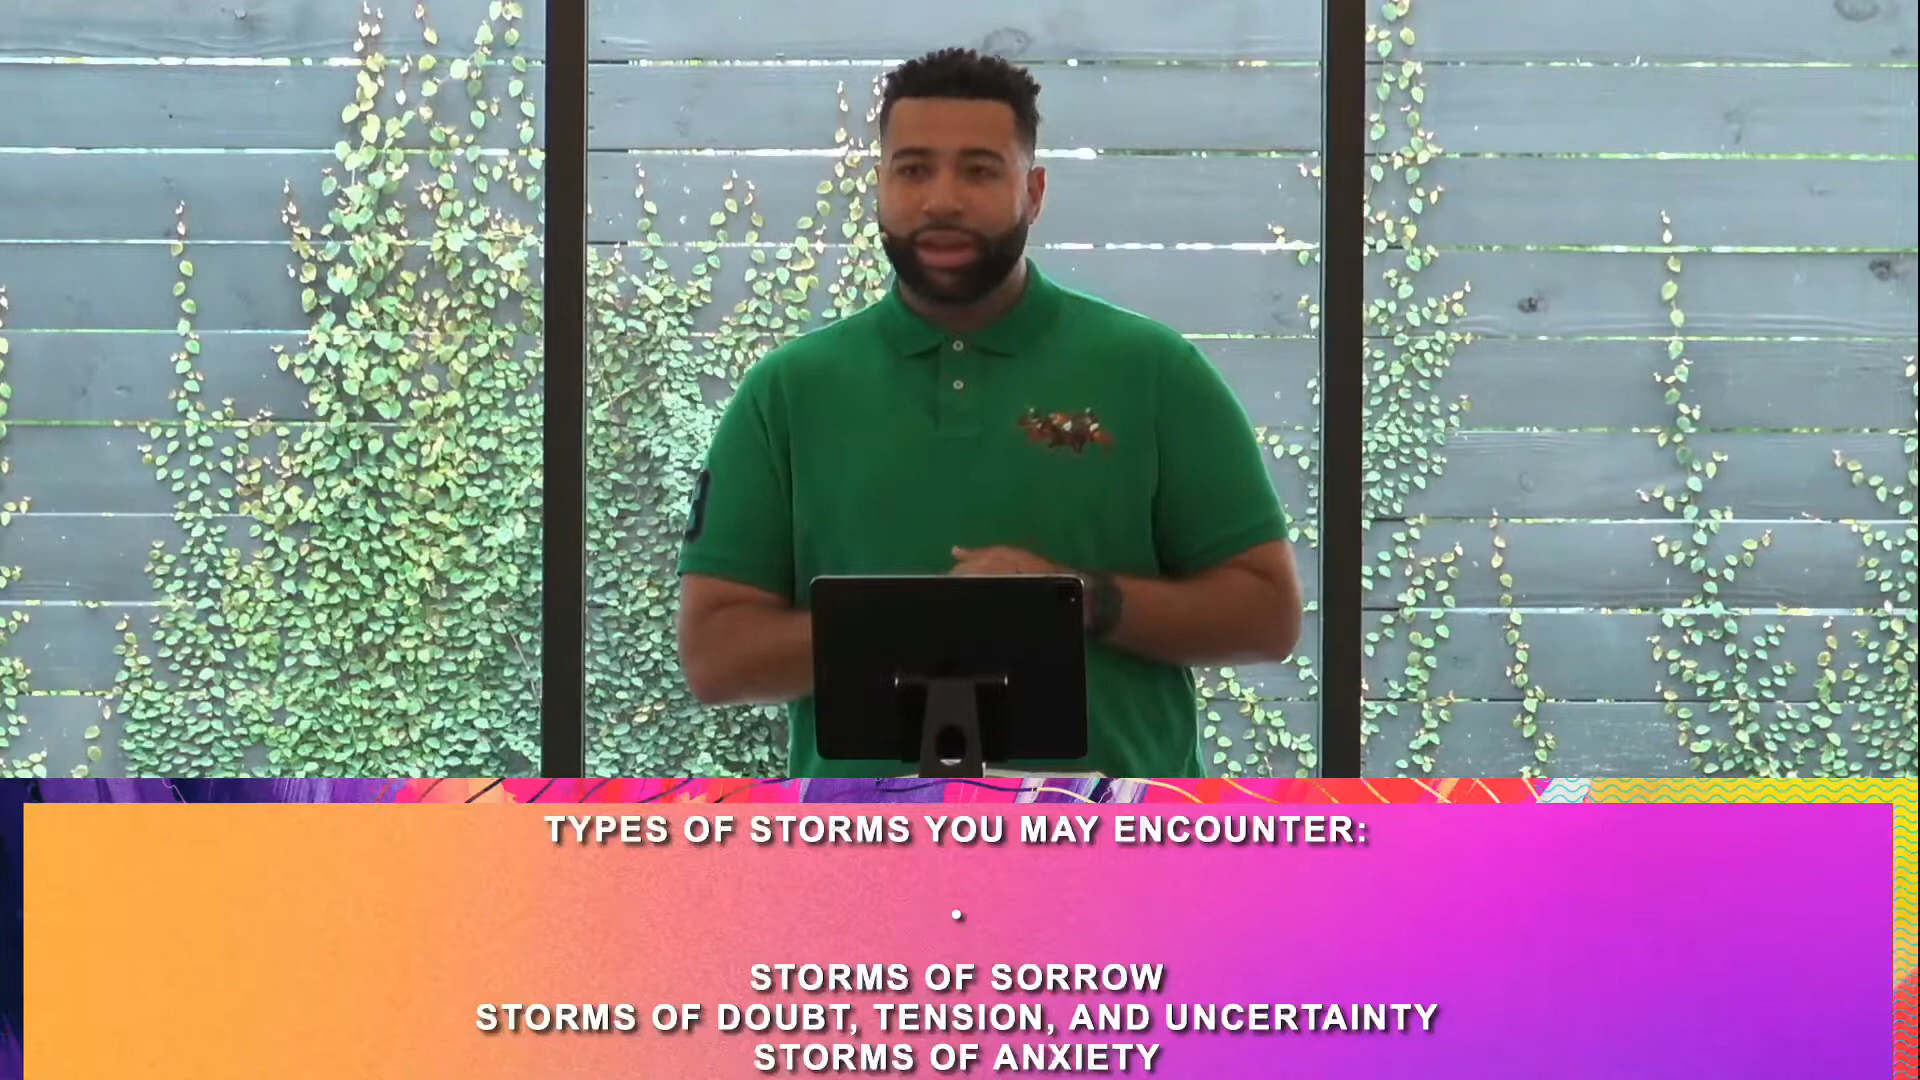 TYPES OF STORMS YOU MAY ENCOUNTER:
•
STORMS OF SORROW
STORMS OF DOUBT, TENSION, AND UNCERTAINTY
STORMS OF ANXIETY